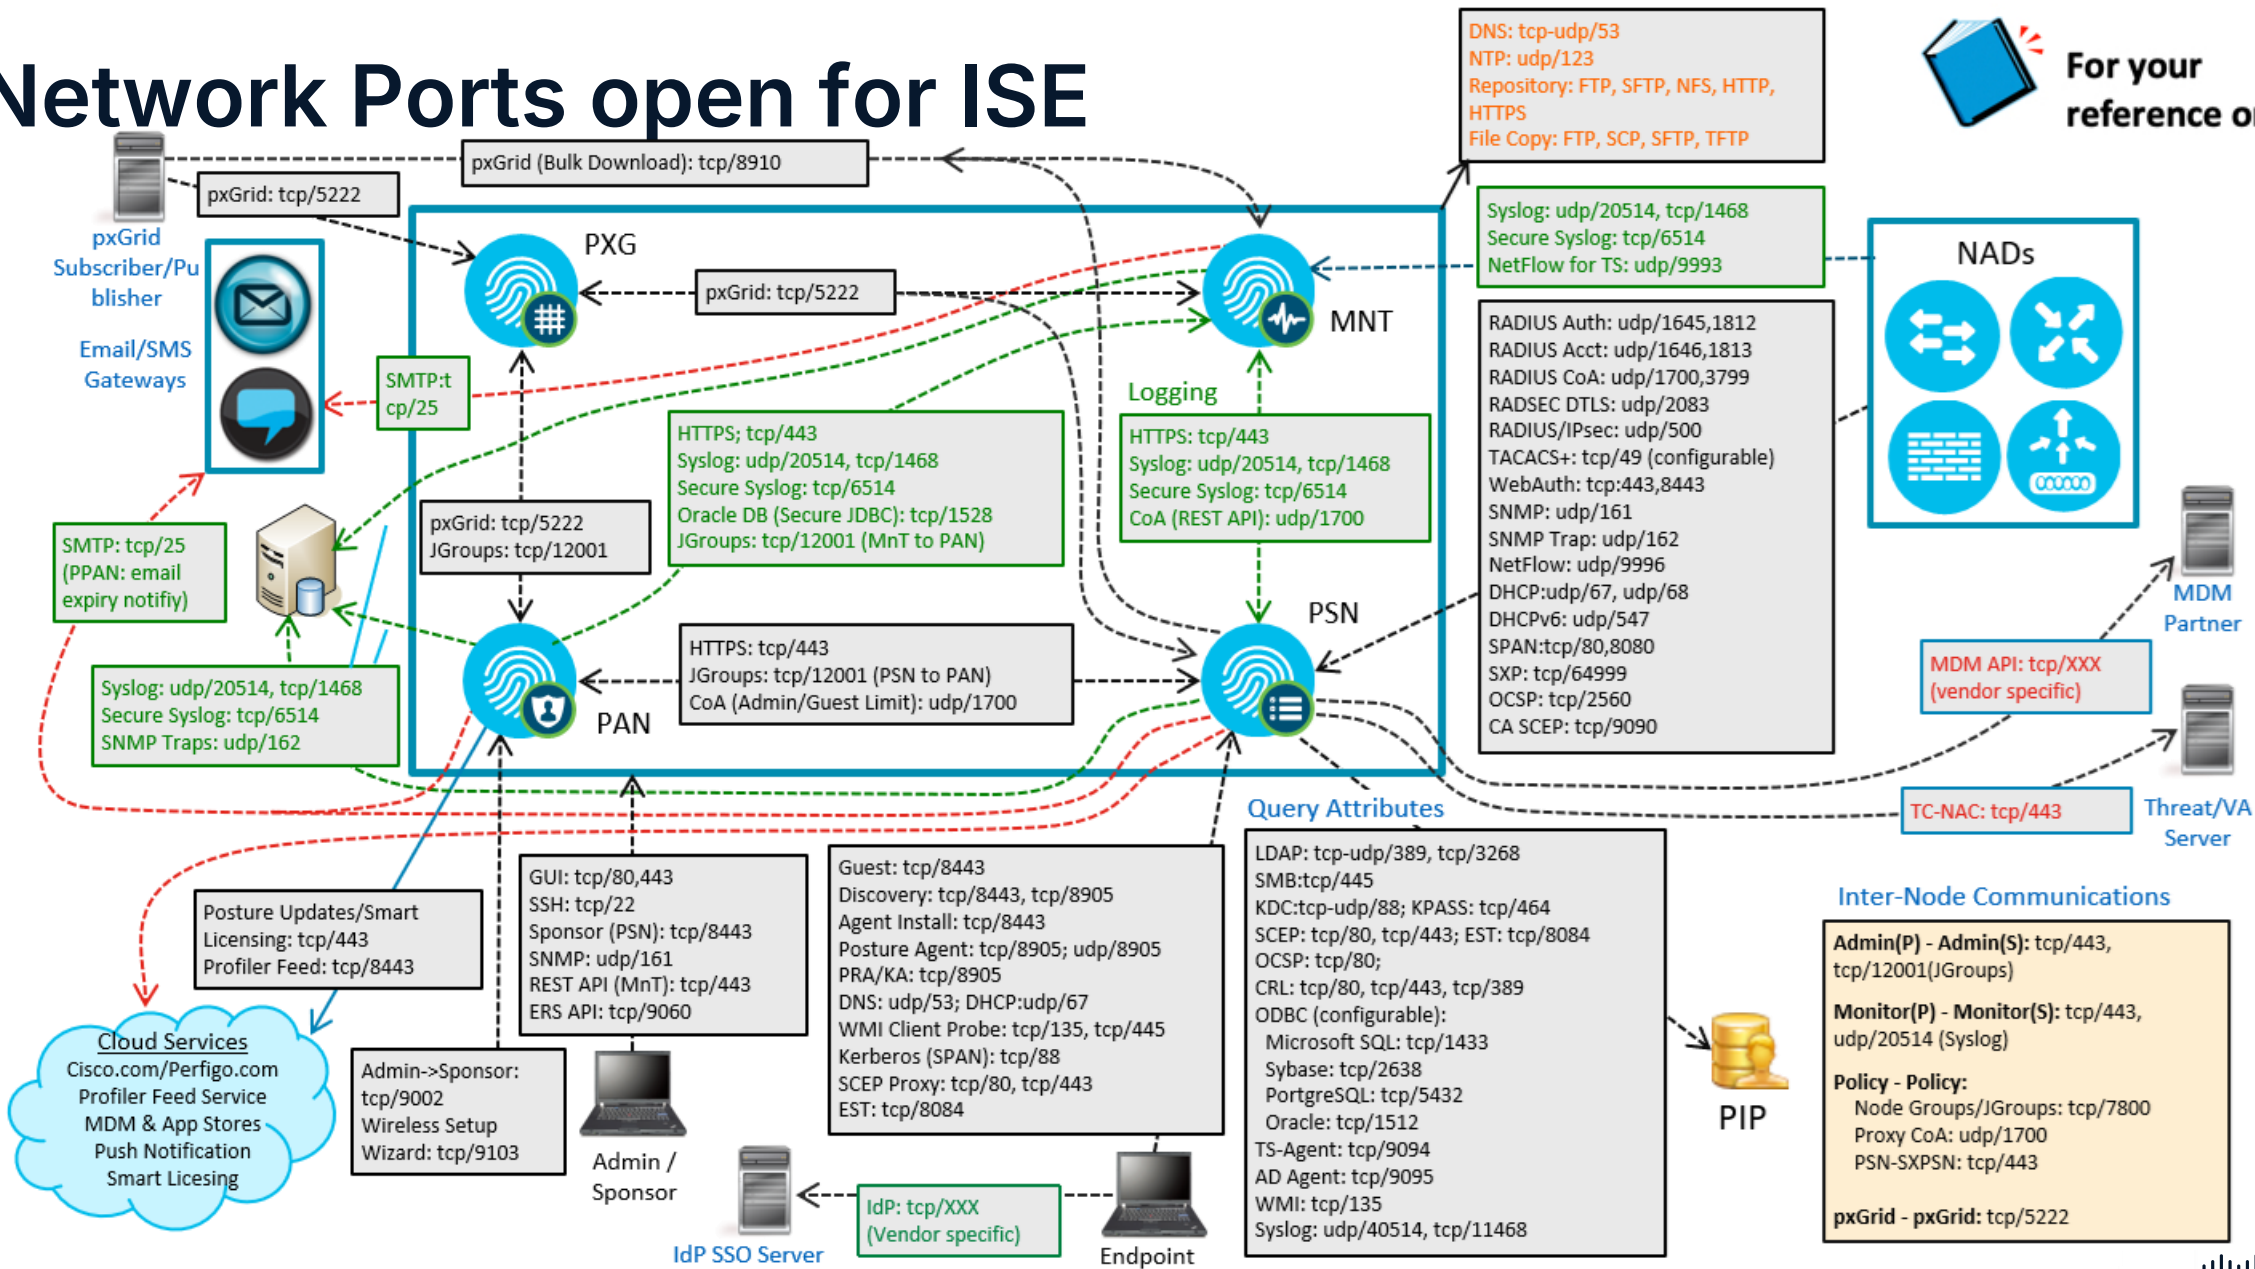 Network Ports open for ISE
DNS: tcp-udp/53
NTP: udp/123
Repository: FTP, SFTP, NFS, HTTP,
HTTPS
File Copy: FTP, SCP, SFTP, TFTP
For your
reference
pxGrid (Bulk Download): tcp/8910
pxGrid: tcp/5222
pxGrid
Subscriber/Pu
blisher
PXG
pxGrid: tcp/5222
MNT
Syslog: udp/20514, tcp/1468
Secure Syslog: tcp/6514
NetFlow for TS: udp/9993
NADs
Email/SMS
Gateways
SMTP:t
cp/25
RADIUS Auth: udp/1645,1812
RADIUS Acct: udp/1646,1813
RADIUS CoA: udp/1700,3799
RADSEC DTLS: udp/2083
RADIUS/IPsec: udp/500
TACACS+: tcp/49 (configurable)
WebAuth: tcp:443,8443
SNMP: udp/161
SNMP Trap: udp/162
NetFlow: udp/9996
DHCP:udp/67, udp/68
DHCPv6: udp/547
SPAN:tcp/80,8080
SXP: tcp/64999
OCSP: tcp/2560
CA SCEP: tcp/9090
HTTPS; tcp/443
Syslog: udp/20514, tcp/1468
Secure Syslog: tcp/6514
Oracle DB (Secure JDBC): tcp/1528
JGroups: tcp/12001 (MnT to PAN)
Logging
HTTPS: tcp/443
Syslog: udp/20514, tcp/1468
Secure Syslog: tcp/6514
CoA (REST API): udp/1700
pxGrid: tcp/5222
JGroups: tcp/12001
SMTP: tcp/25
(PPAN: email
expiry notifiy)
PSN
MDM
Partner
HTTPS: tcp/443
JGroups: tcp/12001 (PSN to PAN)
CoA (Admin/Guest Limit): udp/1700
PAN
MDM API: tcp/XXX
(vendor specific)
Syslog: udp/20514, tcp/1468
Secure Syslog: tcp/6514
SNMP Traps: udp/162
TC-NAC: tcp/443
Threat/VA
Server
Query Attributes
LDAP: tcp-udp/389, tcp/3268
SMB:tcp/445
KDC:tcp-udp/88; KPASS: tcp/464
SCEP: tcp/80, tcp/443; EST: tcp/8084
OCSP: tcp/80;
CRL: tcp/80, tcp/443, tcp/389
ODBC (configurable):
Microsoft SQL: tcp/1433
Sybase: tcp/2638
PortgreSQL: tcp/5432
Oracle: tcp/1512
TS-Agent: tcp/9094
AD Agent: tcp/9095
WMI: tcp/135
Syslog: udp/40514, tcp/11468
Guest: tcp/8443
Discovery: tcp/8443, tcp/8905
Agent Install: tcp/8443
Posture Agent: tcp/8905; udp/8905
PRA/KA: tcp/8905
DNS: udp/53; DHCP:udp/67
WMI Client Probe: tcp/135, tcp/445
Kerberos (SPAN): tcp/88
SCEP Proxy: tcp/80, tcp/443
EST: tcp/8084
GUI: tcp/80,443
SSH: tcp/22
Sponsor (PSN): tcp/8443
SNMP: udp/161
REST API (MnT): tcp/443
ERS API: tcp/9060
Posture Updates/Smart
Licensing: tcp/443
Profiler Feed: tcp/8443
Cloud Services
Cisco.com/Perfigo.com
Profiler Feed Service
MDM & App Stores
Push Notification
Smart Licesing
Admin->Sponsor:
tcp/9002
Wireless Setup
Wizard: tcp/9103
Admin /
Sponsor
IdP SSO Server
IdP: tcp/XXX
(Vendor specific)
Endpoint
PIP
Inter-Node Communications
Admin(P) - Admin(S): tcp/443,
tcp/12001(JGroups)
Monitor(P) - Monitor(S): tcp/443,
udp/20514 (Syslog)
Policy - Policy:
Node Groups/JGroups: tcp/7800
Proxy CoA: udp/1700
PSN-SXPSN: tcp/443
pxGrid - pxGrid: tcp/5222